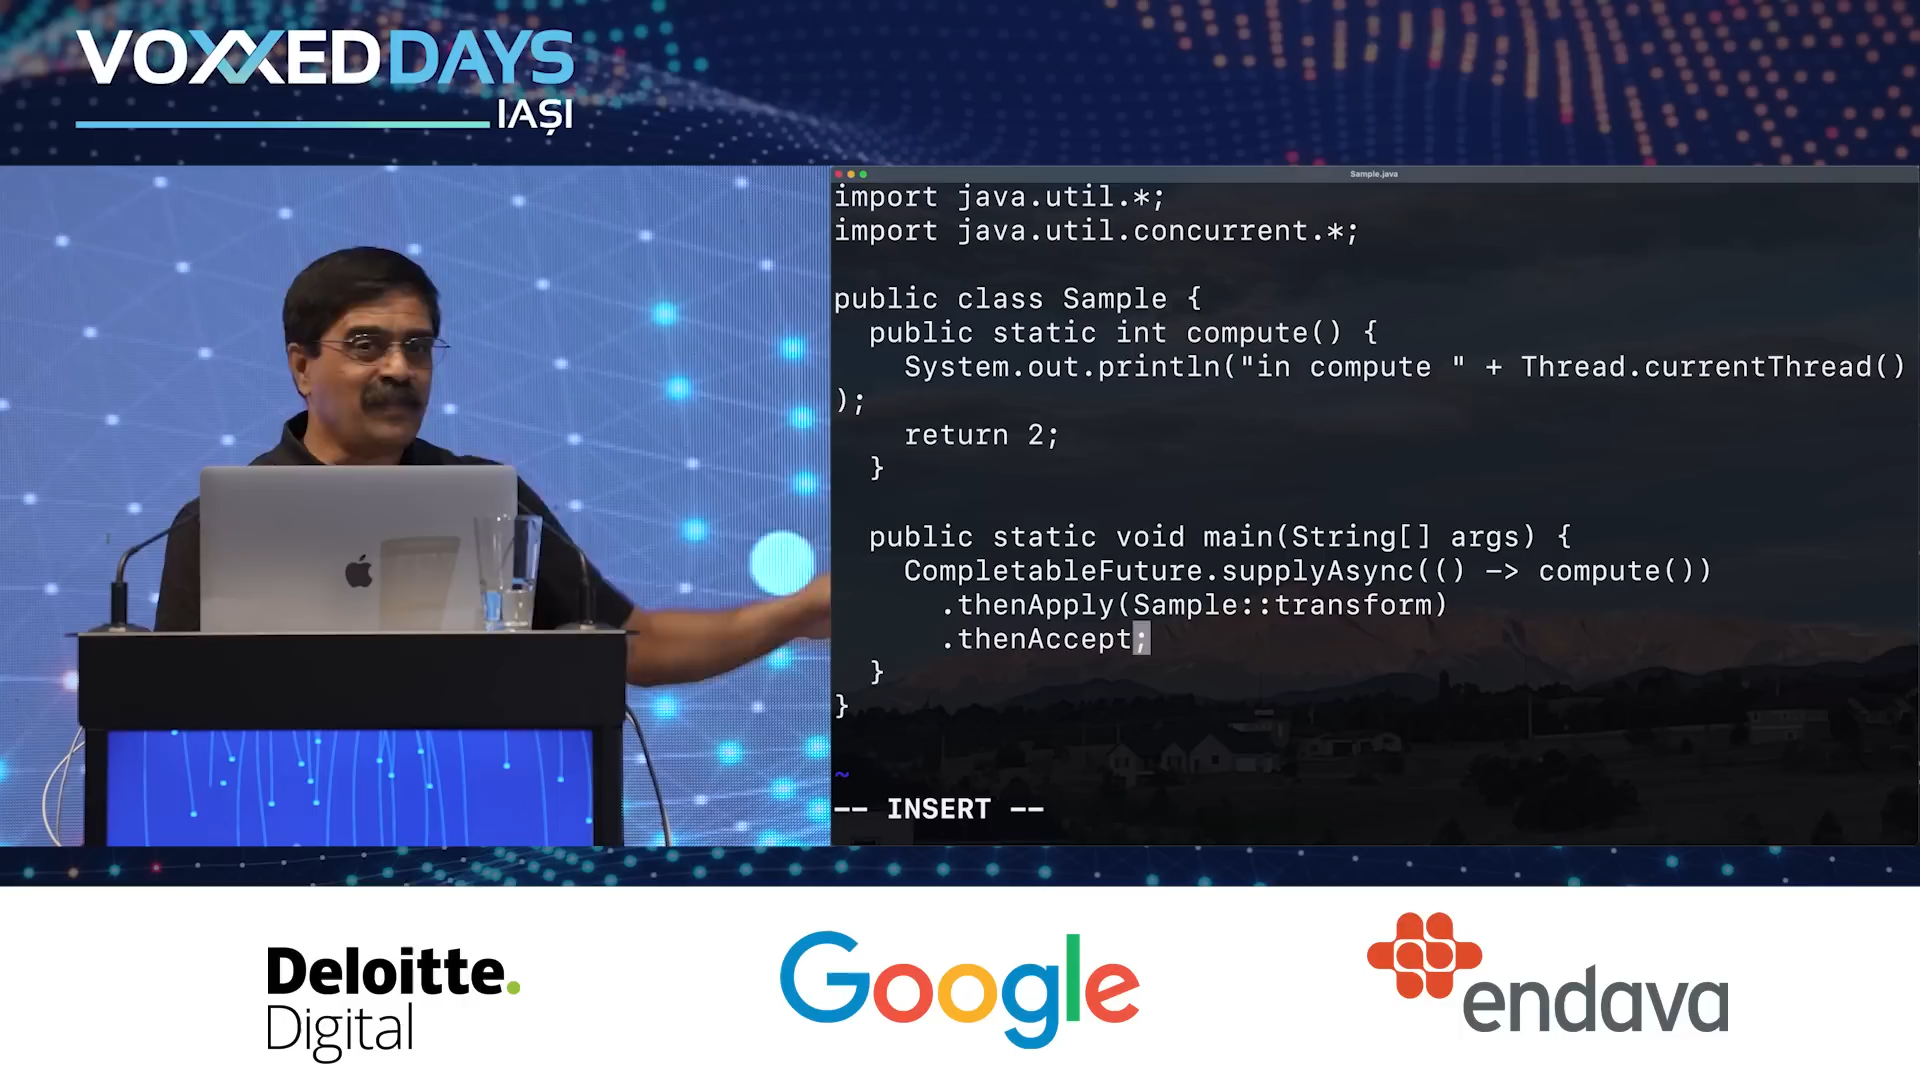 VOXXEDDAYS
IAȘI
Sample.java
import java.util.*;
import java.util.concurrent.*;
public class Sample {
public static int compute() {
System.out.println("in compute " + Thread.currentThread()
);
return 2;
}
public static void main(String[] args) {
CompletableFuture.supplyAsync(() -> compute())
.thenApply(Sample::transform)
.thenAccept;
}
}
~
-- INSERT --
Deloitte.
Digital
Google
endava